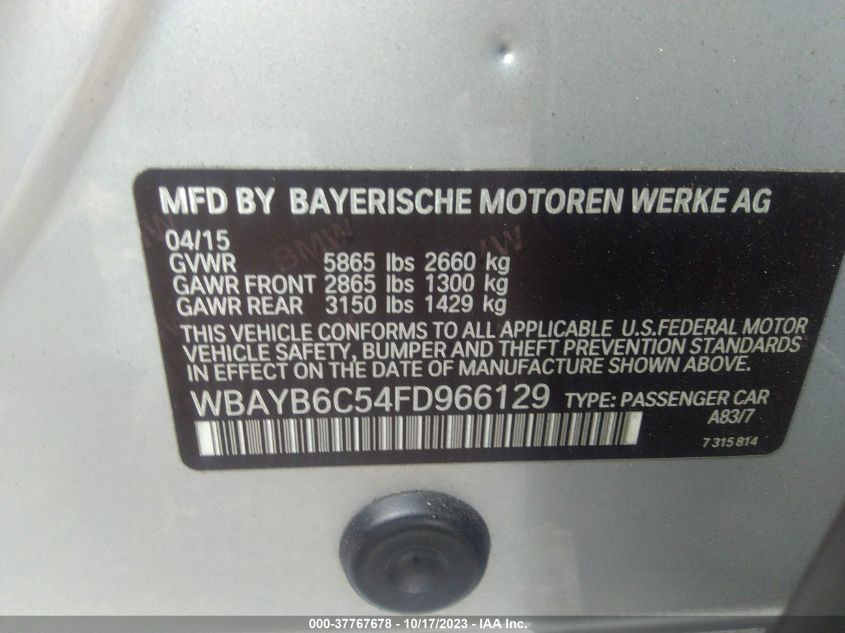 MFD BY BAYERISCHE MOTOREN WERKE AG
04/15
GVWR 5865 lbs 2660 kg
GAWR FRONT 2865 lbs 1300 kg
GAWR REAR 3150 lbs 1429 kg
THIS VEHICLE CONFORMS TO ALL APPLICABLE U.S.FEDERAL MOTOR
VEHICLE SAFETY, BUMPER AND THEFT PREVENTION STANDARDS
IN EFFECT ON THE DATE OF MANUFACTURE SHOWN ABOVE.
WBAYB6C54FD966129 TYPE: PASSENGER CAR
A83/7
7 315 814
BMW
000-37767678 - 10/17/2023 - IAA Inc.